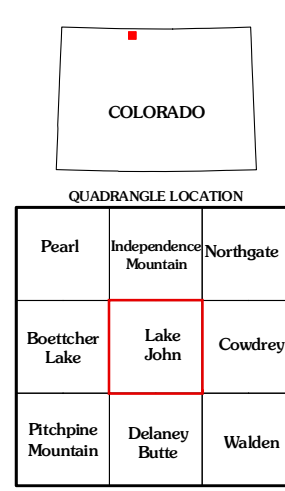 COLORADO
QUADRANGLE LOCATION
Pearl
Independence
Mountain
Northgate
Boettcher
Lake
Lake
John
Cowdrey
Pitchpine
Mountain
Delaney
Butte
Walden